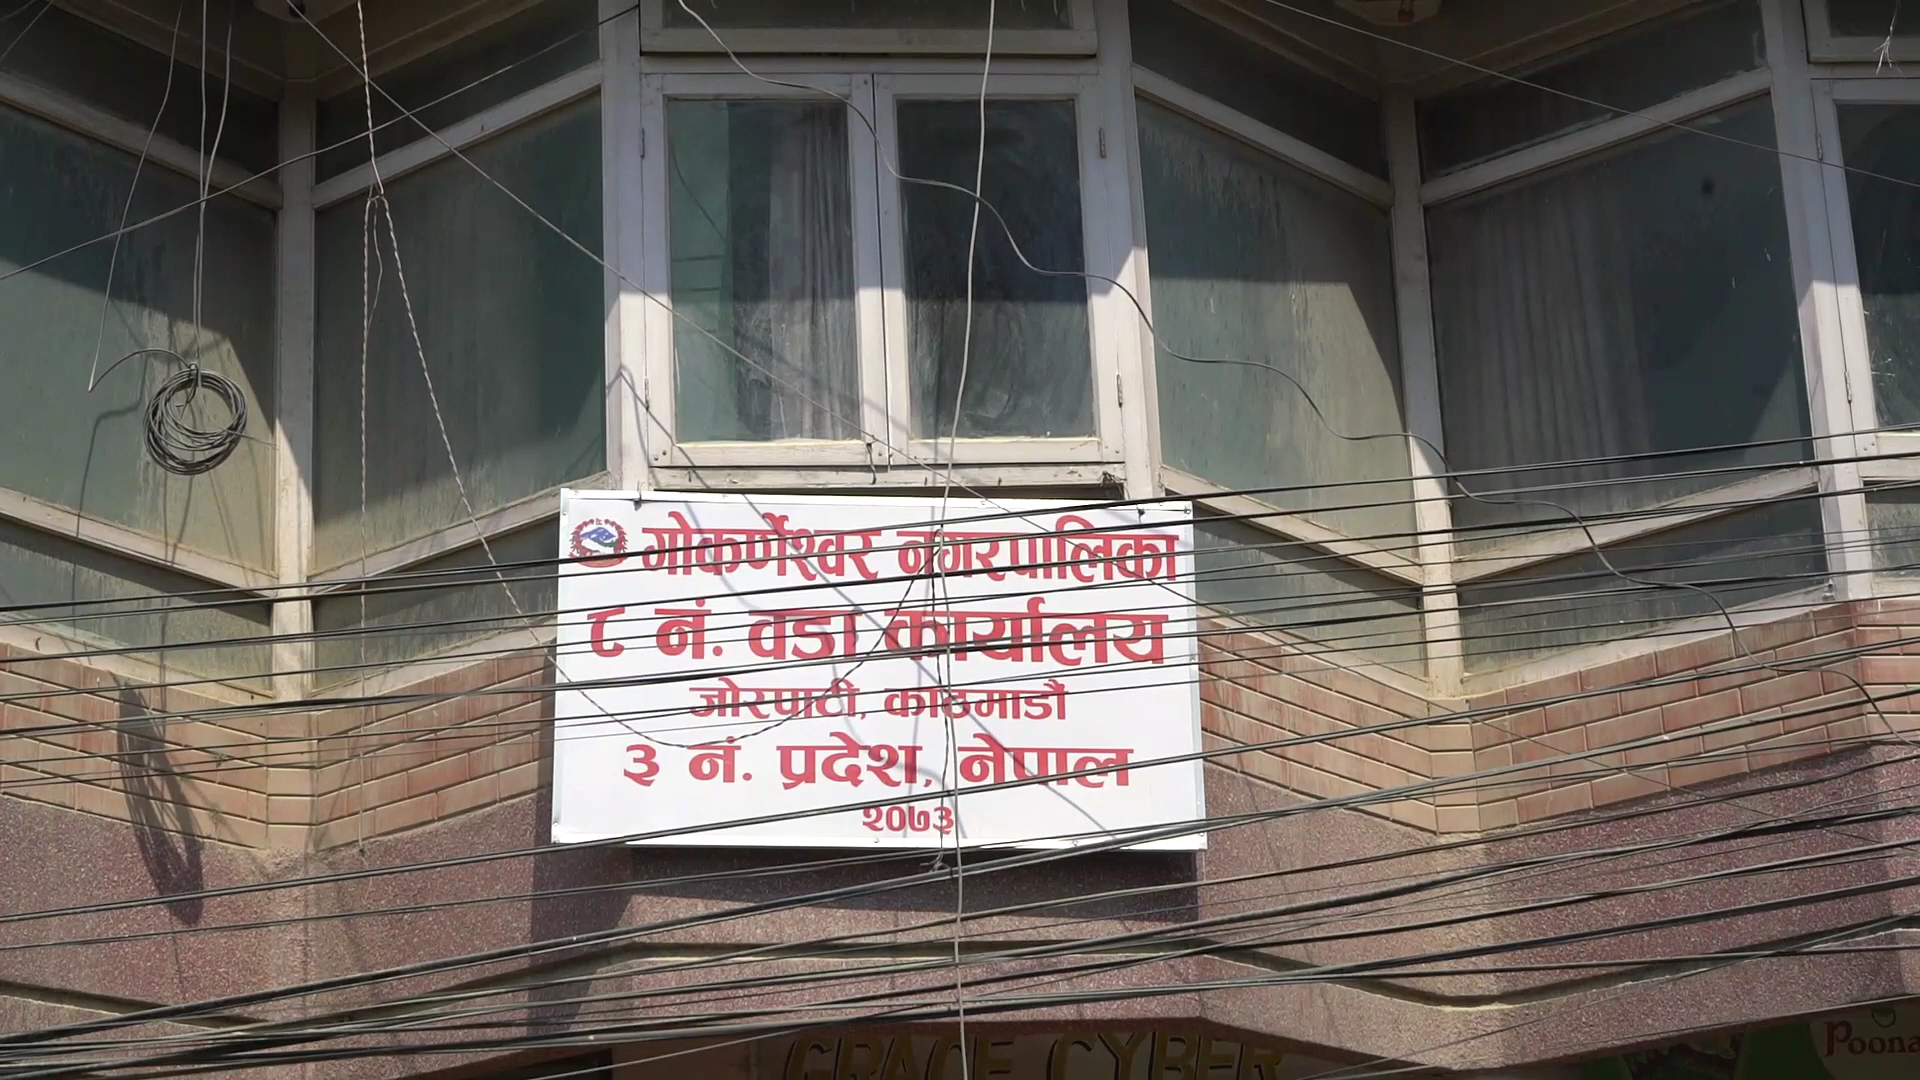 गोकर्णेश्वर नगरपालिका
८ नं. वडा कार्यालय
जोरपाटी, काठमाडौं
३ नं. प्रदेश, नेपाल
२०७३
GRACE CYBER
Poona